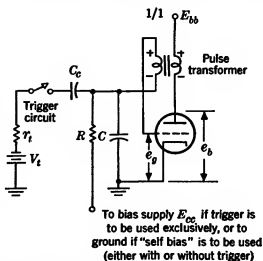 1/1
E_bb
+
+
Pulse
transformer
−
−
C_c
Trigger
circuit
r_t
V_t
R
C
e_g
e_b
To bias supply E_cc if trigger is
to be used exclusively, or to
ground if "self bias" is to be used
(either with or without trigger)